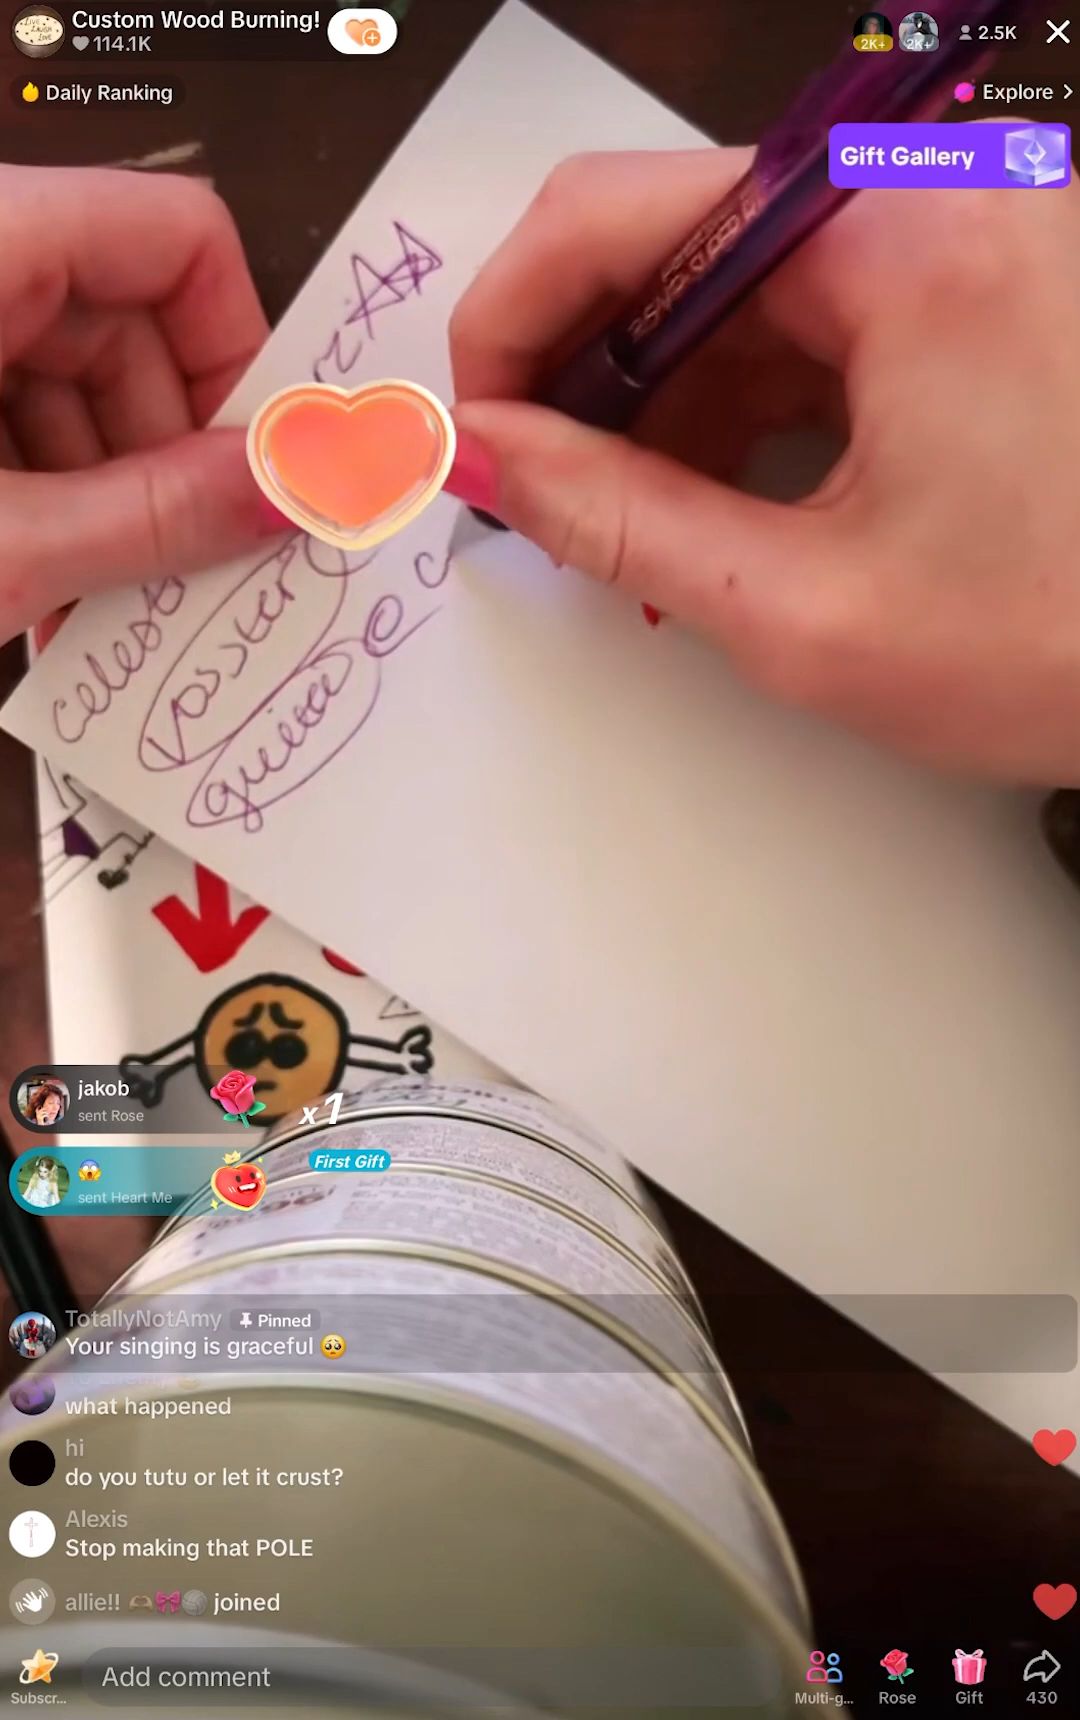 Custom Wood Burning!
114.1K
2K+
2K+
2.5K
Daily Ranking
Explore
Gift Gallery
celeste
guitar @ c
jakob
sent Rose
x1
First Gift
sent Heart Me
TotallyNotAmy
Pinned
Your singing is graceful
what happened
hi
do you tutu or let it crust?
Alexis
Stop making that POLE
allie!! joined
Subscr...
Add comment
Multi-g...
Rose
Gift
430